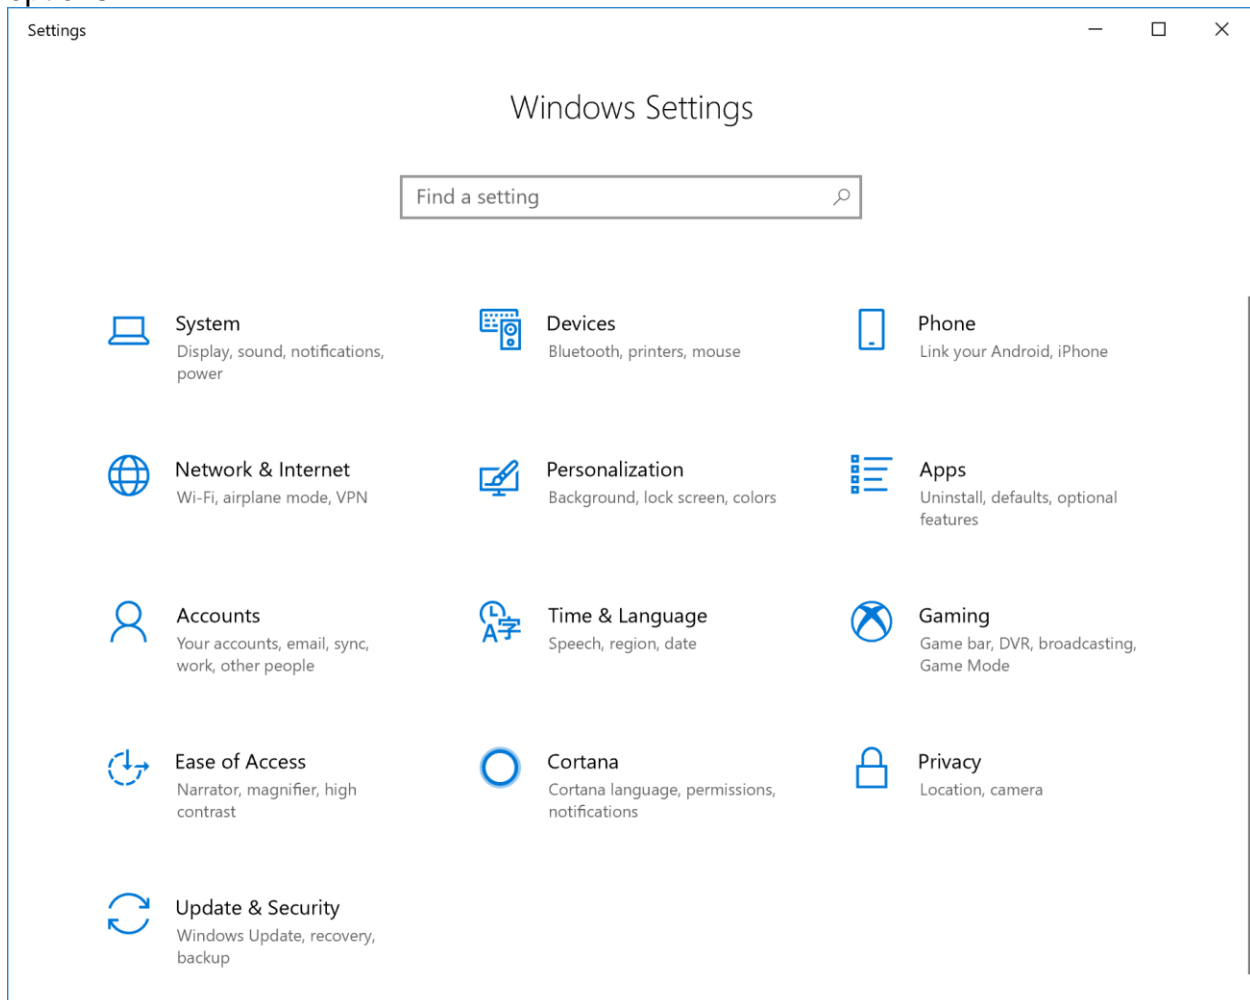 Settings
Windows Settings
Find a setting
System
Display, sound, notifications,
power
Devices
Bluetooth, printers, mouse
Phone
Link your Android, iPhone
Network & Internet
Wi-Fi, airplane mode, VPN
Personalization
Background, lock screen, colors
Apps
Uninstall, defaults, optional
features
Accounts
Your accounts, email, sync,
work, other people
Time & Language
Speech, region, date
Gaming
Game bar, DVR, broadcasting,
Game Mode
Ease of Access
Narrator, magnifier, high
contrast
Cortana
Cortana language, permissions,
notifications
Privacy
Location, camera
Update & Security
Windows Update, recovery,
backup